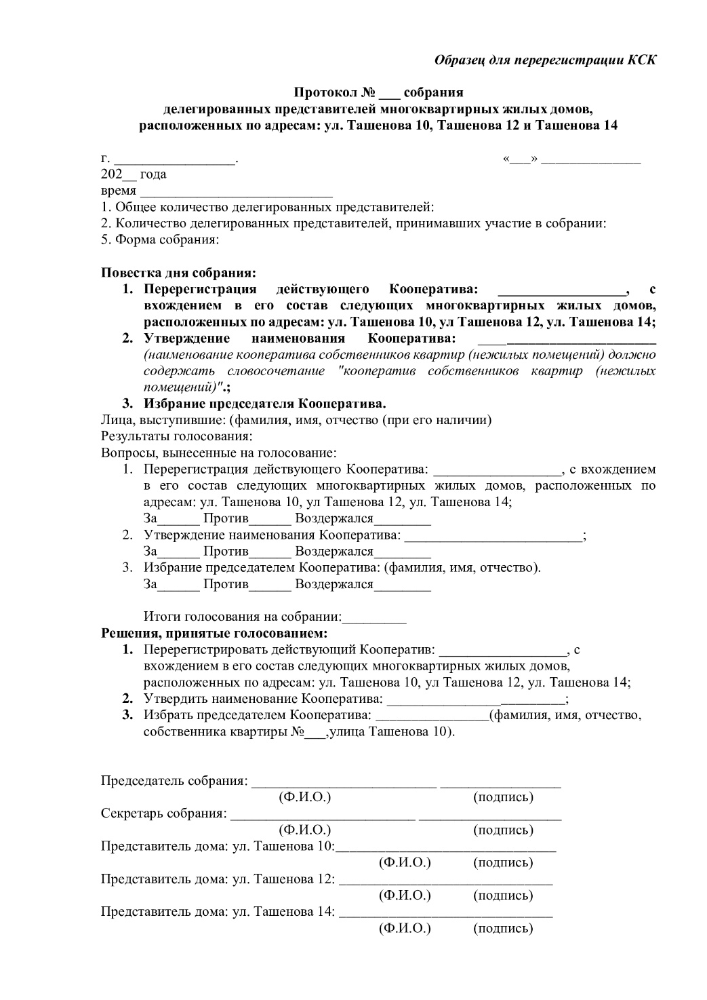 Образец для перерегистрации КСК
Протокол № ___ собрания
делегированных представителей многоквартирных жилых домов,
расположенных по адресам: ул. Ташенова 10, Ташенова 12 и Ташенова 14
г. _________________. «___» ______________
202__ года
время ___________________________
1. Общее количество делегированных представителей:
2. Количество делегированных представителей, принимавших участие в собрании:
5. Форма собрания:
Повестка дня собрания:
1. Перерегистрация действующего Кооператива: __________________, с
вхождением в его состав следующих многоквартирных жилых домов,
расположенных по адресам: ул. Ташенова 10, ул Ташенова 12, ул. Ташенова 14;
2. Утверждение наименования Кооператива: _________________________
(наименование кооператива собственников квартир (нежилых помещений) должно
содержать словосочетание "кооператив собственников квартир (нежилых
помещений)".;
3. Избрание председателя Кооператива.
Лица, выступившие: (фамилия, имя, отчество (при его наличии)
Результаты голосования:
Вопросы, вынесенные на голосование:
1. Перерегистрация действующего Кооператива: __________________, с вхождением
в его состав следующих многоквартирных жилых домов, расположенных по
адресам: ул. Ташенова 10, ул Ташенова 12, ул. Ташенова 14;
За______ Против______ Воздержался________
2. Утверждение наименования Кооператива: _________________________;
За______ Против______ Воздержался________
3. Избрание председателем Кооператива: (фамилия, имя, отчество).
За______ Против______ Воздержался________
Итоги голосования на собрании:_________
Решения, принятые голосованием:
1. Перерегистрировать действующий Кооператив: __________________, с
вхождением в его состав следующих многоквартирных жилых домов,
расположенных по адресам: ул. Ташенова 10, ул Ташенова 12, ул. Ташенова 14;
2. Утвердить наименование Кооператива: _________________________;
3. Избрать председателем Кооператива: ________________(фамилия, имя, отчество,
собственника квартиры №___,улица Ташенова 10).
Председатель собрания: __________________________ _________________
(Ф.И.О.) (подпись)
Секретарь собрания: __________________________ ____________________
(Ф.И.О.) (подпись)
Представитель дома: ул. Ташенова 10:_______________________________
(Ф.И.О.) (подпись)
Представитель дома: ул. Ташенова 12: ______________________________
(Ф.И.О.) (подпись)
Представитель дома: ул. Ташенова 14: ______________________________
(Ф.И.О.) (подпись)